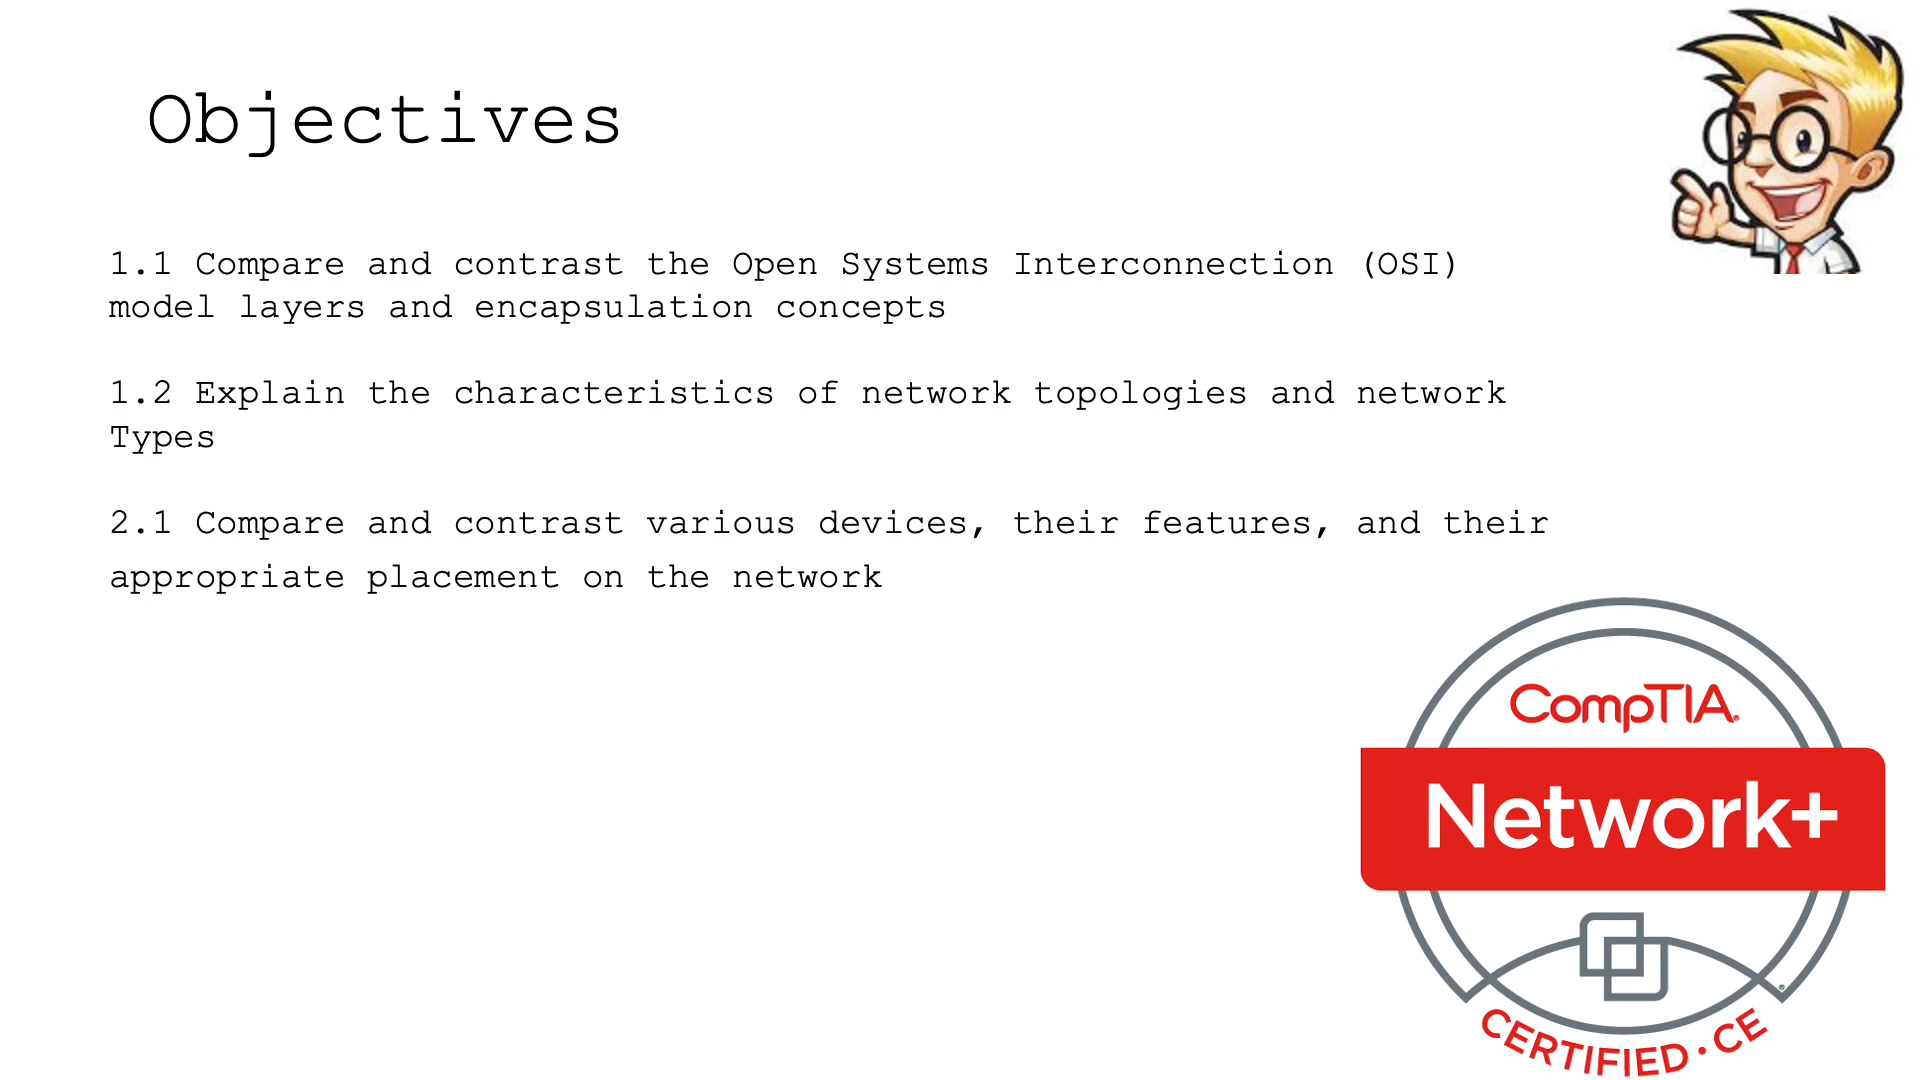 Objectives
1.1 Compare and contrast the Open Systems Interconnection (OSI)
model layers and encapsulation concepts
1.2 Explain the characteristics of network topologies and network
Types
2.1 Compare and contrast various devices, their features, and their
appropriate placement on the network
CompTIA.
Network+
CERTIFIED · CE